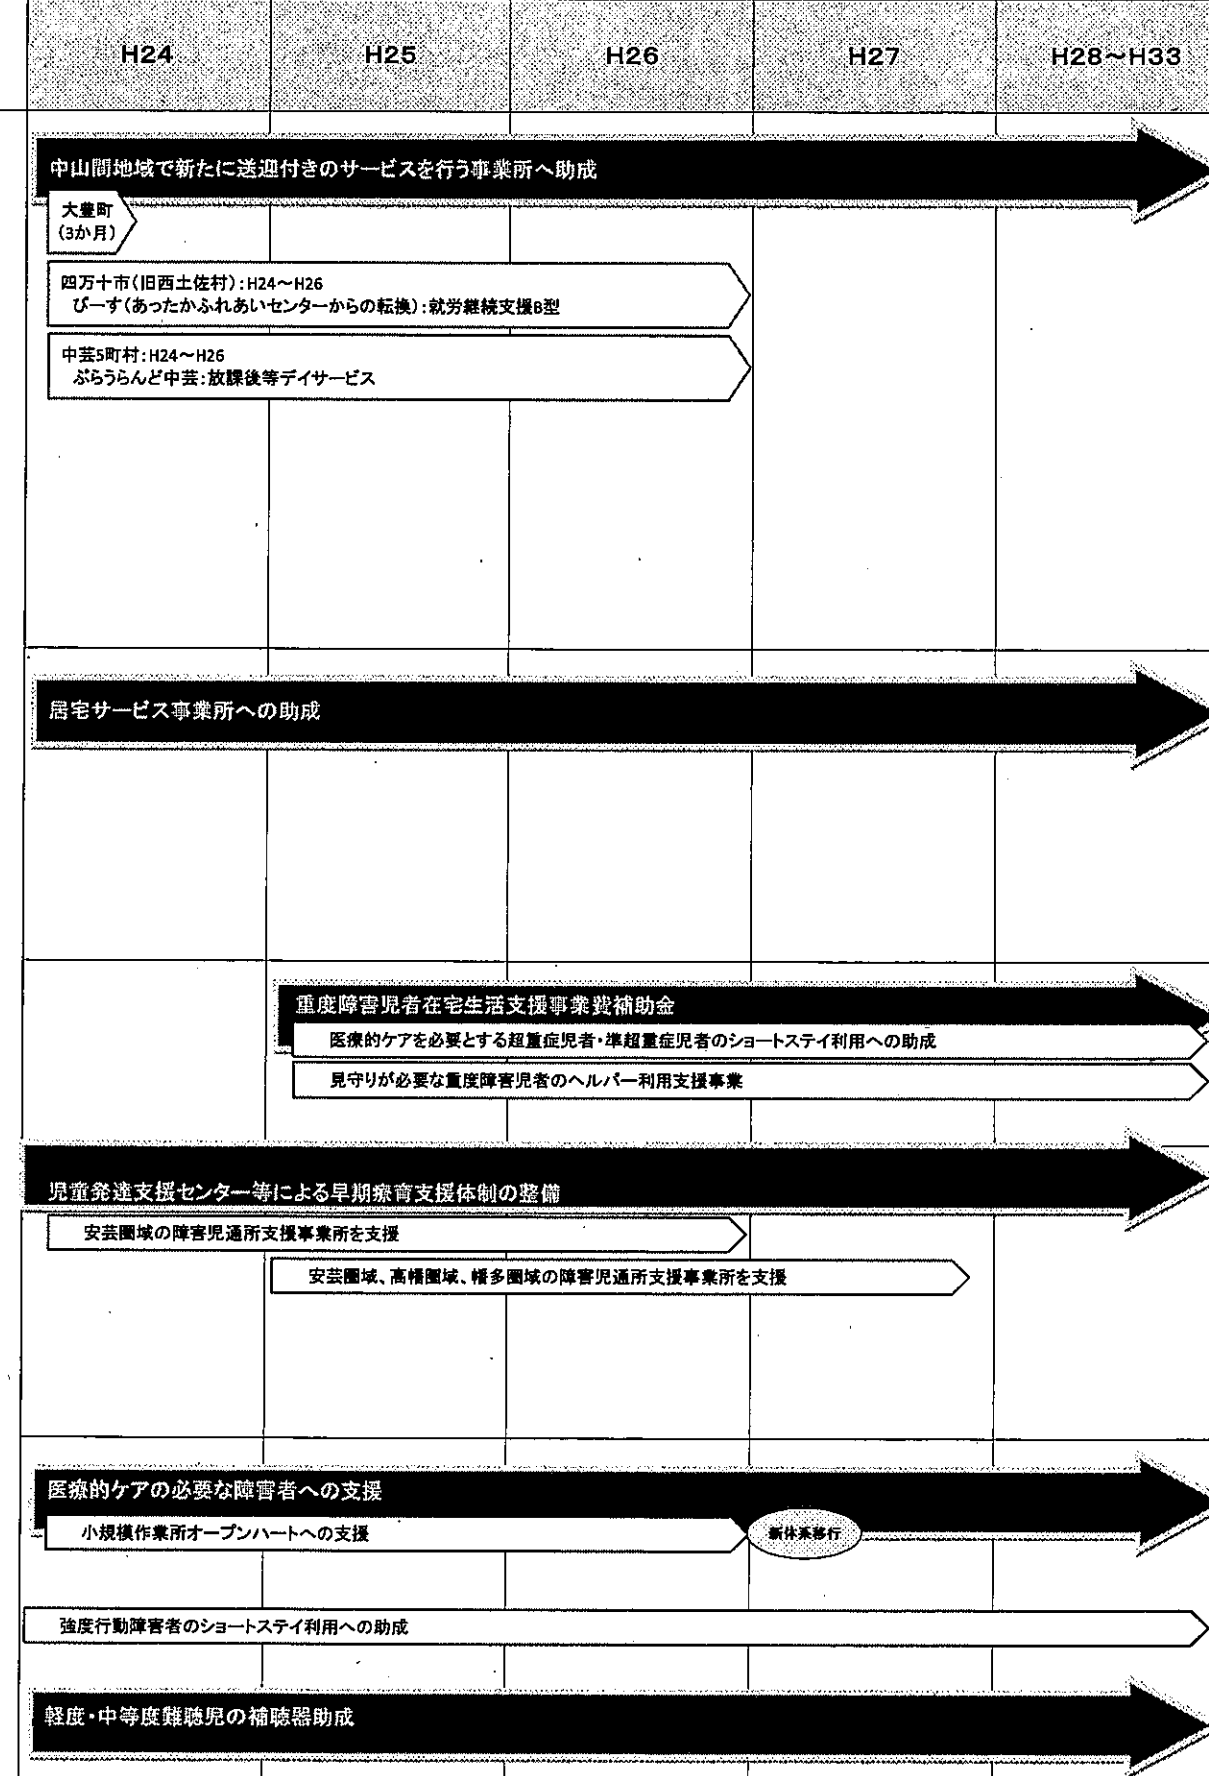 H24 H25 H26 H27 H28～H33
中山間地域で新たに送迎付きのサービスを行う事業所へ助成
大豊町
(3か月)
四万十市(旧西土佐村):H24～H26
ぴーす(あったかふれあいセンターからの転換):就労継続支援B型
中芸5町村:H24～H26
ぷらうらんど中芸:放課後等デイサービス
居宅サービス事業所への助成
重度障害児者在宅生活支援事業費補助金
医療的ケアを必要とする超重症児者・準超重症児者のショートステイ利用への助成
見守りが必要な重度障害児者のヘルパー利用支援事業
児童発達支援センター等による早期療育支援体制の整備
安芸圏域の障害児通所支援事業所を支援
安芸圏域、高幡圏域、幡多圏域の障害児通所支援事業所を支援
医療的ケアの必要な障害者への支援
小規模作業所オープンハートへの支援
新体系移行
強度行動障害者のショートステイ利用への助成
軽度・中等度難聴児の補聴器助成